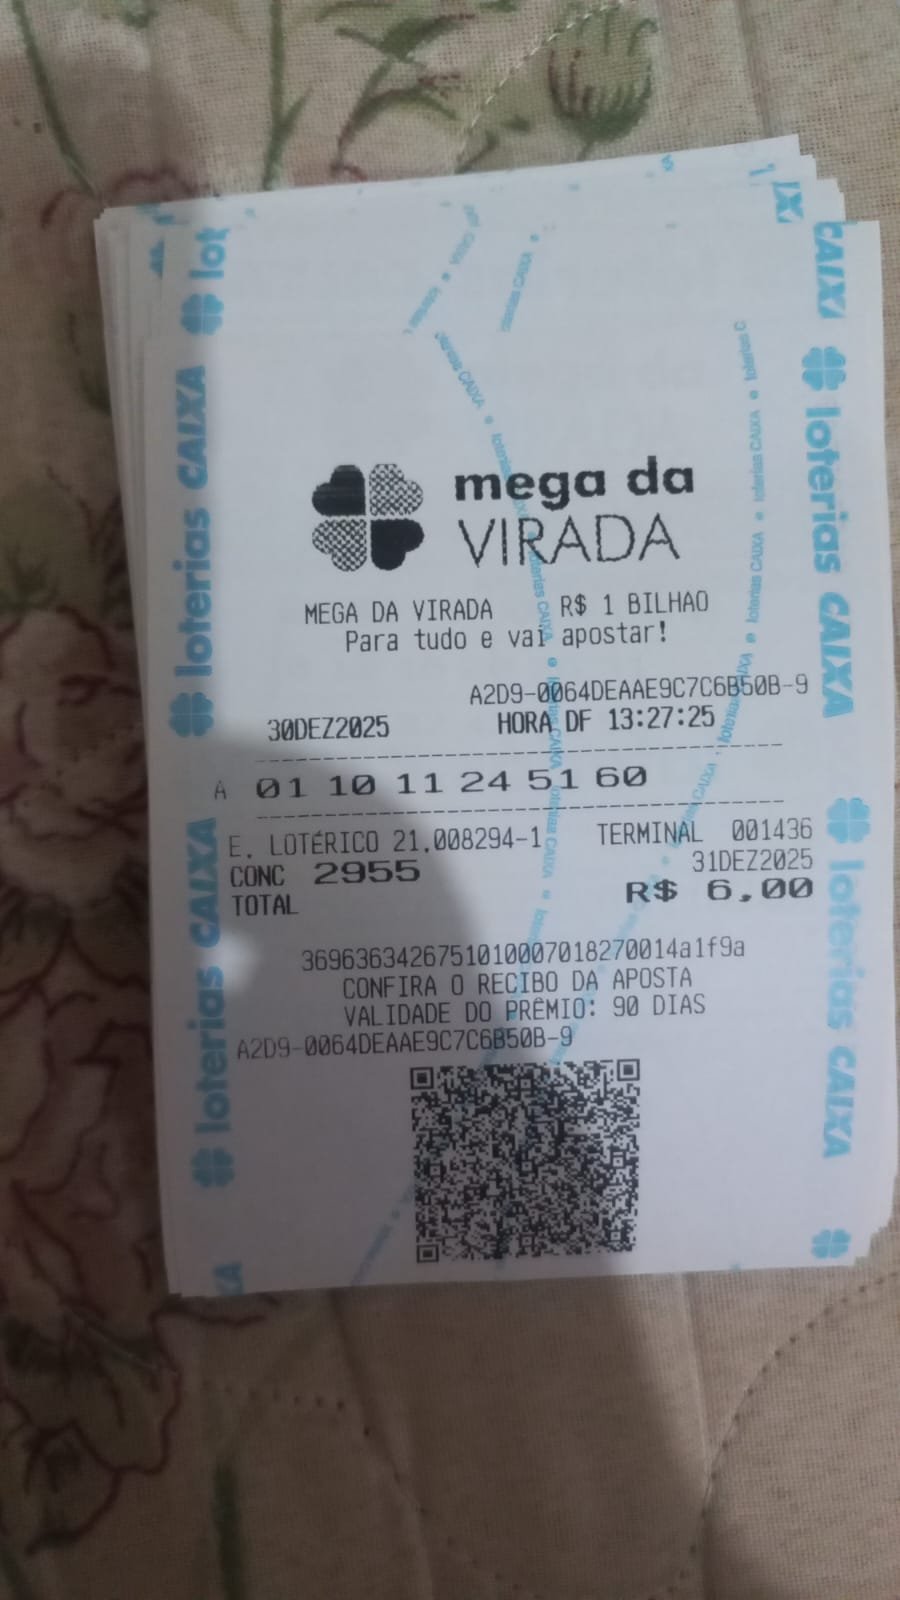 mega da
VIRADA
MEGA DA VIRADA R$ 1 BILHAO
Para tudo e vai apostar!
A2D9-0064DEAAE9C7C6B50B-9
30DEZ2025 HORA DF 13:27:25
A 01 10 11 24 51 60
E. LOTÉRICO 21.008294-1 TERMINAL 001436
CONC 2955 31DEZ2025
TOTAL R$ 6,00
369636342675101000701827​0014a1f9a
CONFIRA O RECIBO DA APOSTA
VALIDADE DO PRÊMIO: 90 DIAS
A2D9-0064DEAAE9C7C6B50B-9
loterias CAIXA
loterias CAIXA
loterias CAIXA
loterias CAIXA